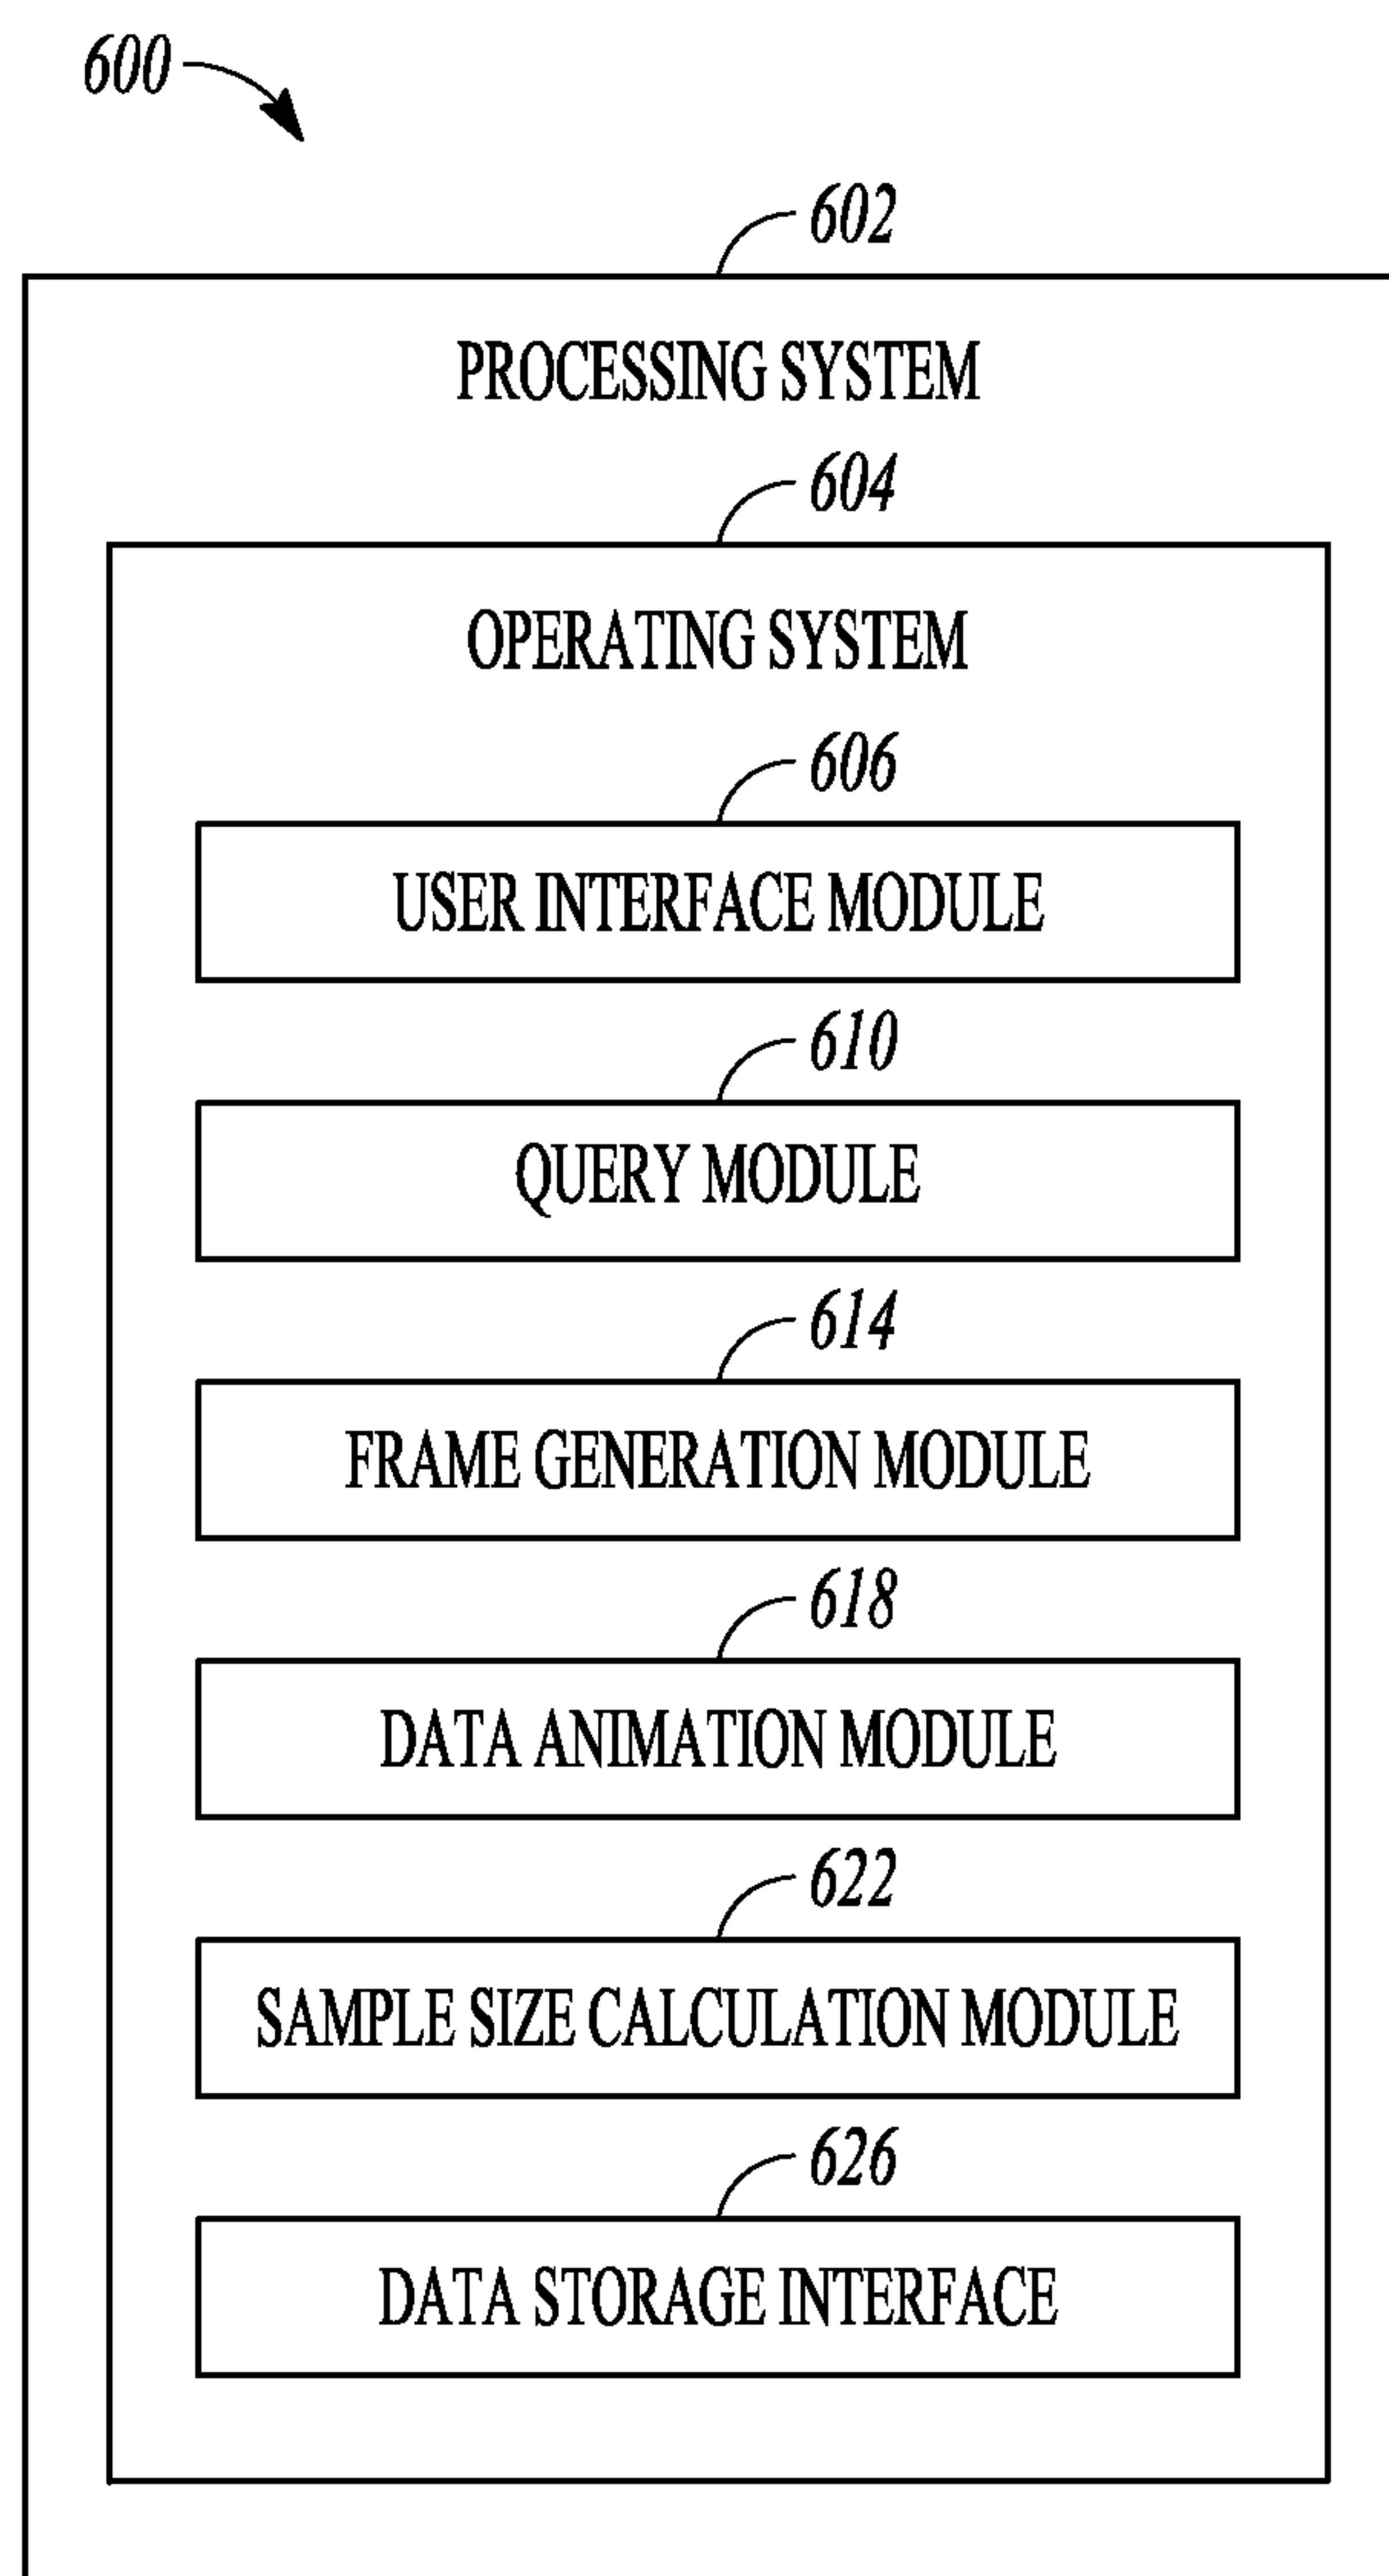 600
602
PROCESSING SYSTEM
604
OPERATING SYSTEM
606
USER INTERFACE MODULE
610
QUERY MODULE
614
FRAME GENERATION MODULE
618
DATA ANIMATION MODULE
622
SAMPLE SIZE CALCULATION MODULE
626
DATA STORAGE INTERFACE